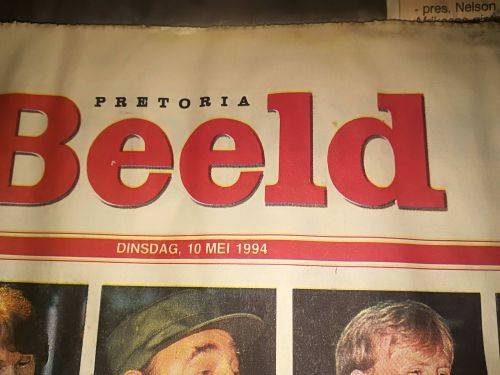 - pres. Nelson
PRETORIA
Beeld
DINSDAG, 10 MEI 1994